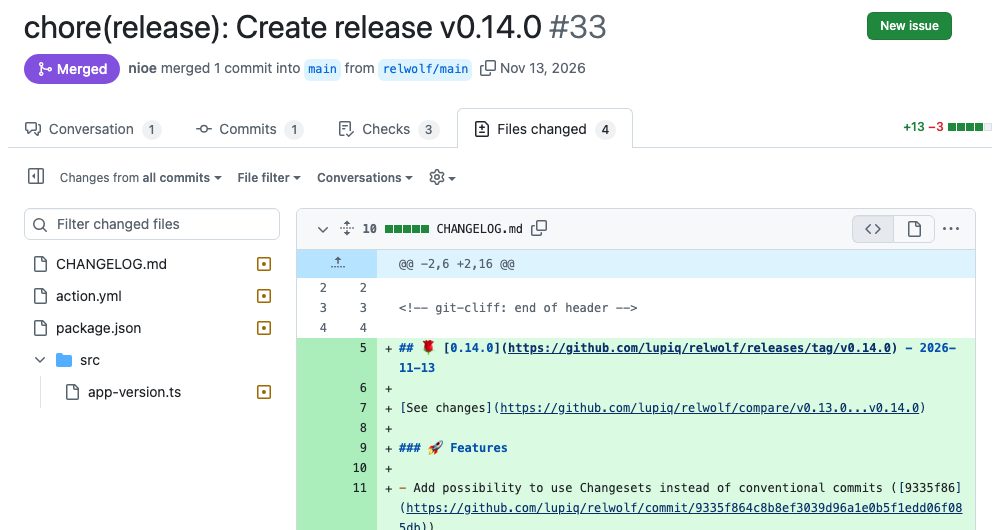 chore(release): Create release v0.14.0 #33
New issue
Merged nioe merged 1 commit into main from relwolf/main Nov 13, 2026
Conversation 1 Commits 1 Checks 3 Files changed 4 +13 −3
Changes from all commits File filter Conversations
Filter changed files
CHANGELOG.md
action.yml
package.json
src
app-version.ts
10 CHANGELOG.md
@@ -2,6 +2,16 @@
2 2
3 3 <!-- git-cliff: end of header -->
4 4
5 + ## 🌹 [0.14.0](https://github.com/lupiq/relwolf/releases/tag/v0.14.0) - 2026-
11-13
6 +
7 + [See changes](https://github.com/lupiq/relwolf/compare/v0.13.0...v0.14.0)
8 +
9 + ### 🚀 Features
10 +
11 + - Add possibility to use Changesets instead of conventional commits ([9335f86]
(https://github.com/lupiq/relwolf/commit/9335f864c8b8ef3039d96a1e0b5f1edd06f08
5db))